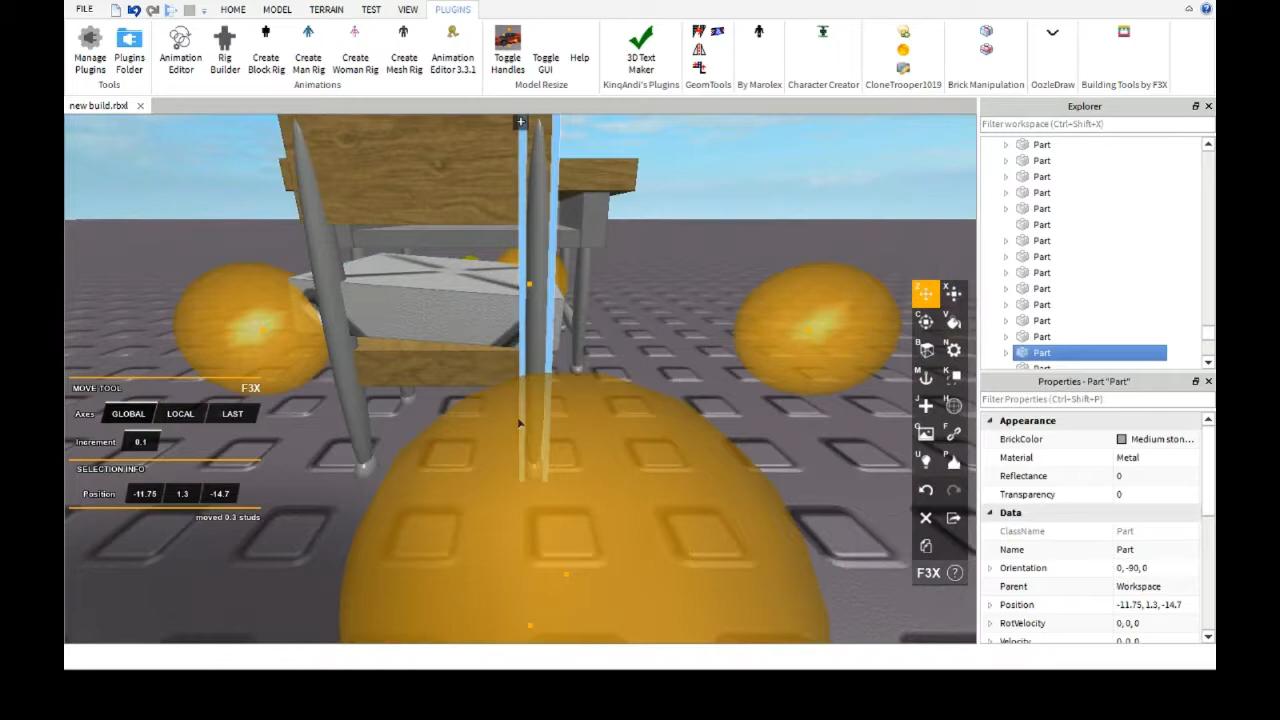 FILE HOME MODEL TERRAIN TEST VIEW PLUGINS
Manage Plugins
Plugins Folder
Tools
Animation Editor
Rig Builder
Create Block Rig
Create Man Rig
Create Woman Rig
Create Mesh Rig
Animation Editor 3.3.1
Animations
Toggle Handles
Toggle GUI
Help
Model Resize
3D Text Maker
KinqAndi's Plugins
GeomTools
By Marolex
Character Creator
CloneTrooper1019
Brick Manipulation
OozleDraw
Building Tools by F3X
new build.rbxl
Explorer
Filter workspace (Ctrl+Shift+X)
Part
Part
Part
Part
Part
Part
Part
Part
Part
Part
Part
Part
Part
Part
Properties - Part "Part"
Filter Properties (Ctrl+Shift+P)
Appearance
BrickColor Medium ston...
Material Metal
Reflectance 0
Transparency 0
Data
ClassName Part
Name Part
Orientation 0, -90, 0
Parent Workspace
Position -11.75, 1.3, -14.7
RotVelocity 0, 0, 0
Velocity 0, 0, 0
MOVE TOOL F3X
Axes GLOBAL LOCAL LAST
Increment 0.1
SELECTION INFO
Position -11.75 1.3 -14.7
moved 0.3 studs
Z X
C V
B N
M K
J H
G F
U P
F3X ?